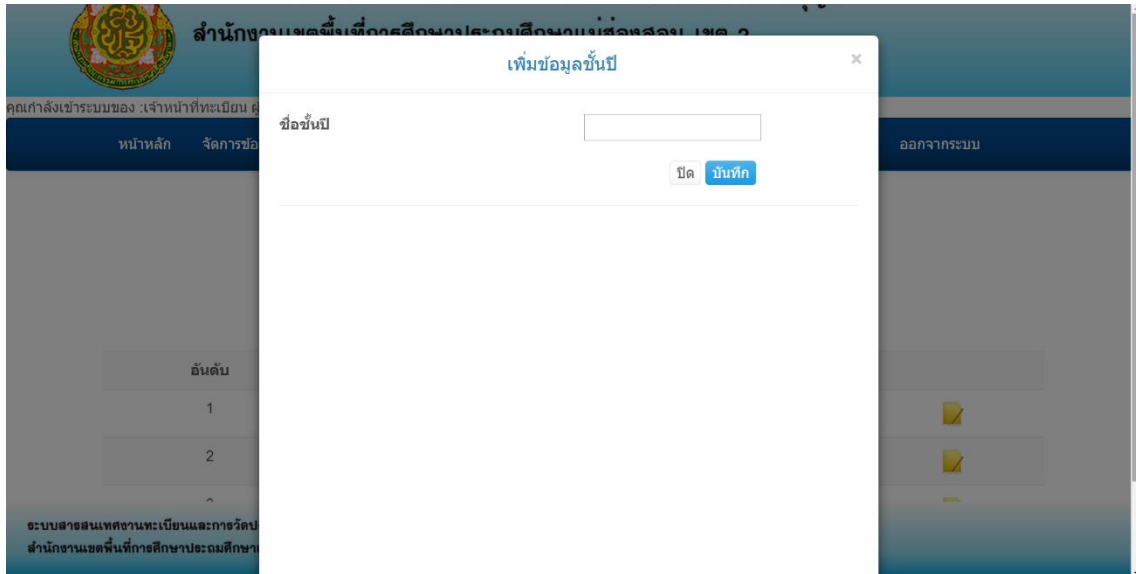 สำนักงานเขตพื้นที่การศึกษาประถมศึกษาแม่ฮ่องสอน เขต 2
เพิ่มข้อมูลชั้นปี ×
คุณกำลังเข้าระบบของ :เจ้าหน้าที่ทะเบียน
ชื่อชั้นปี
หน้าหลัก จัดการข้อ ออกจากระบบ
ปิด บันทึก
อันดับ
1
2
ระบบสารสนเทศงานทะเบียนและการวัดป
สำนักงานเขตพื้นที่การศึกษาประถมศึกษา